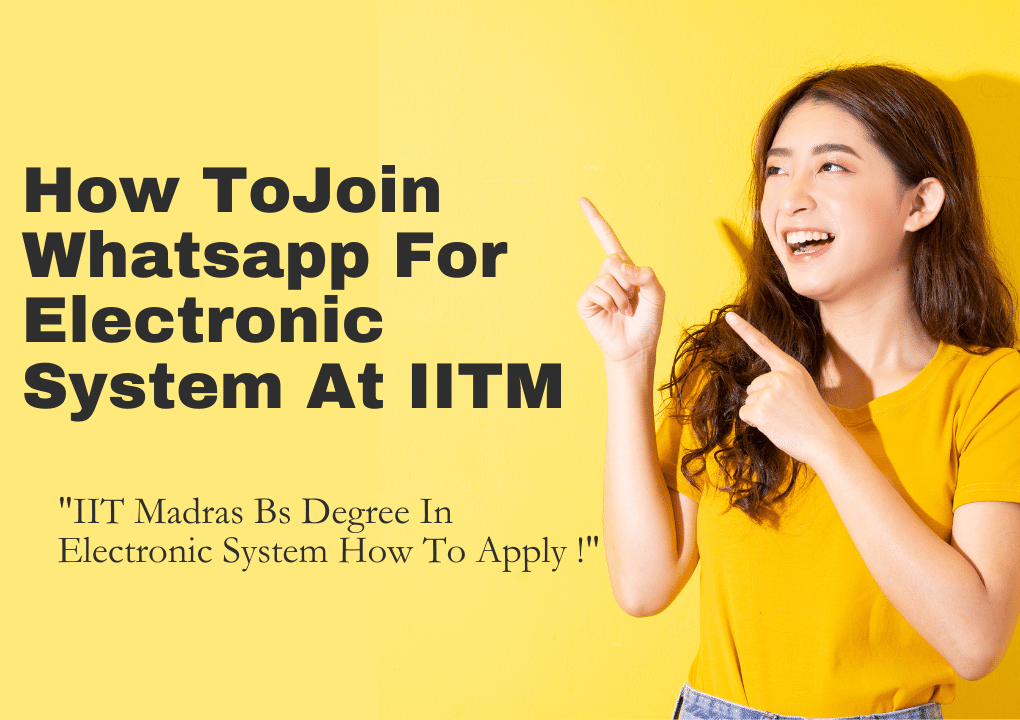 How ToJoin
Whatsapp For
Electronic
System At IITM
"IIT Madras Bs Degree In
Electronic System How To Apply !"